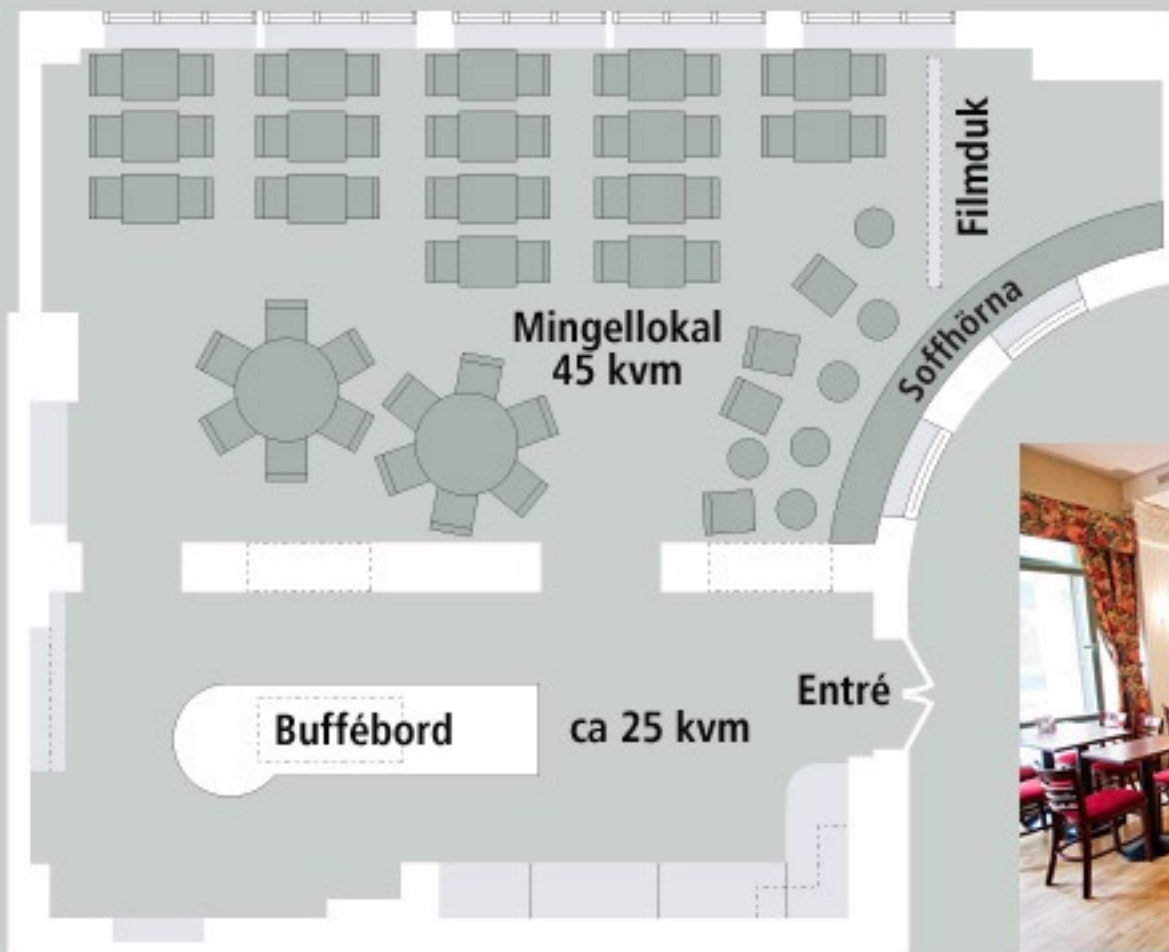 Filmduk
Mingellokal
45 kvm
Soffhörna
Entré
Buffébord
ca 25 kvm